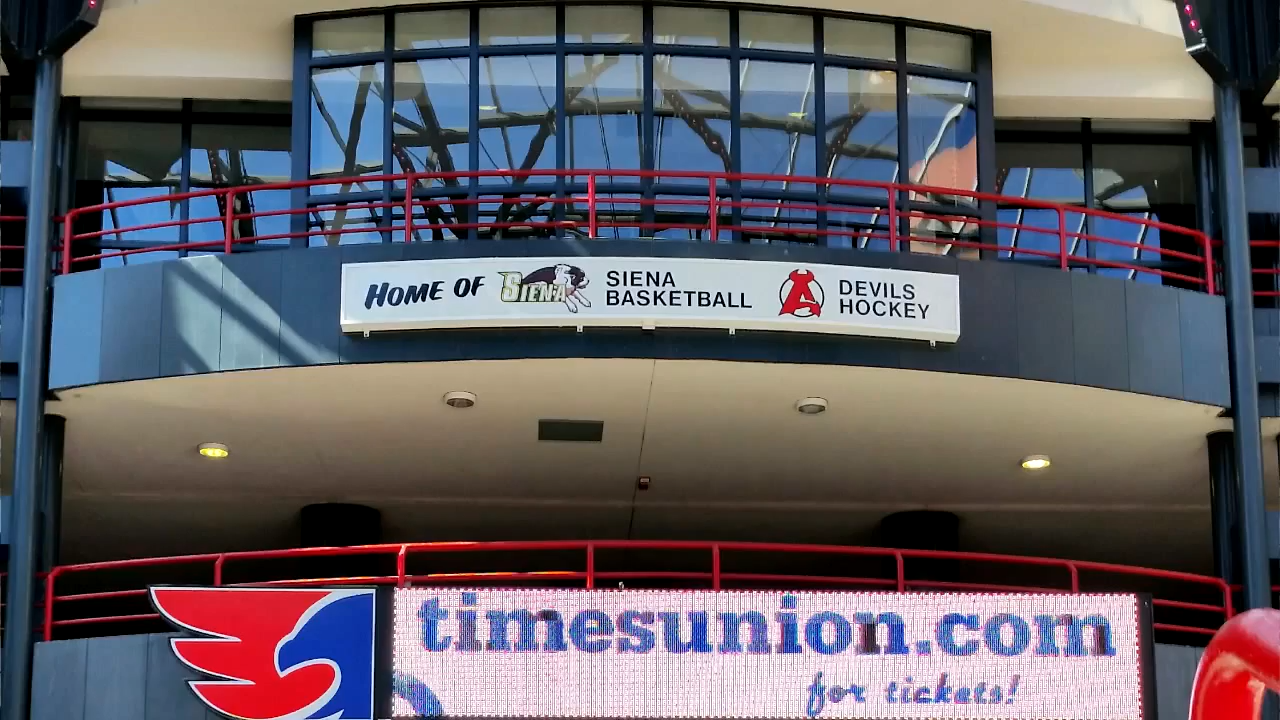 HOME OF SIENA SIENA BASKETBALL A DEVILS HOCKEY
timesunion.com
for tickets!